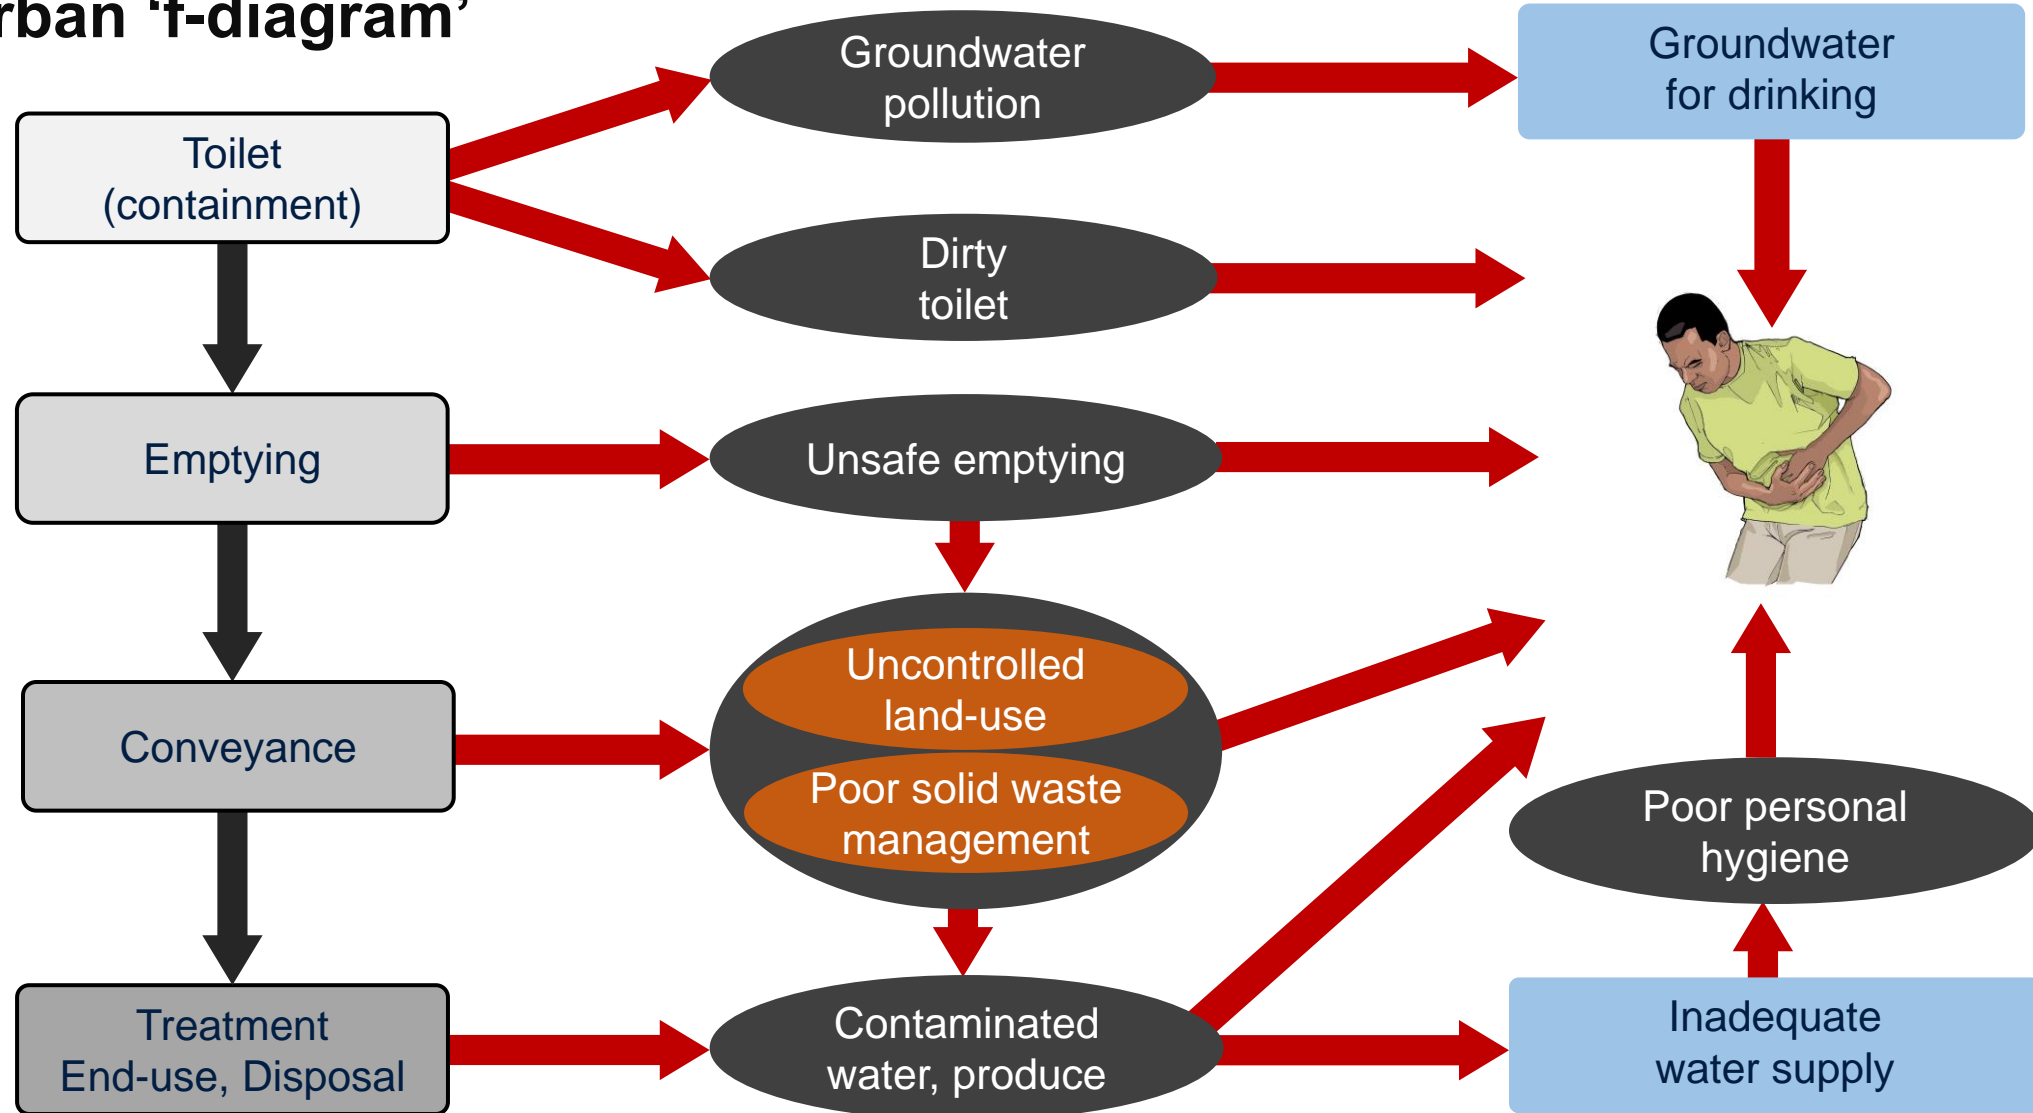 rban ‘f-diagram’
Groundwater
pollution
Groundwater
for drinking
Toilet
(containment)
Dirty
toilet
Emptying
Unsafe emptying
Uncontrolled
land-use
Conveyance
Poor solid waste
management
Poor personal
hygiene
Treatment
End-use, Disposal
Contaminated
water, produce
Inadequate
water supply